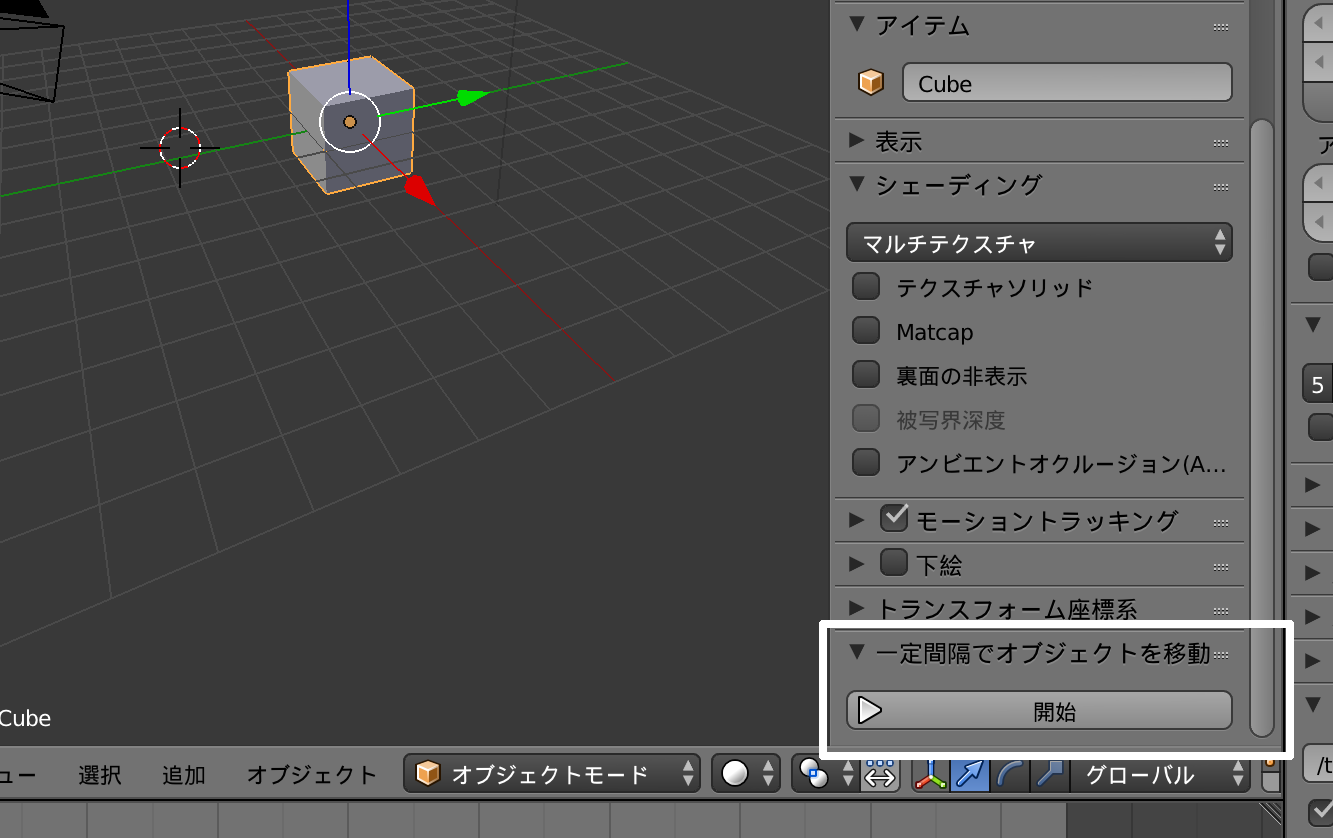 アイテム
Cube
表示
シェーディング
マルチテクスチャ
テクスチャソリッド
Matcap
裏面の非表示
被写界深度
アンビエントオクルージョン(A...
モーショントラッキング
下絵
トランスフォーム座標系
一定間隔でオブジェクトを移動
開始
Cube
ュー 選択 追加 オブジェクト オブジェクトモード グローバル
ア
5
/t